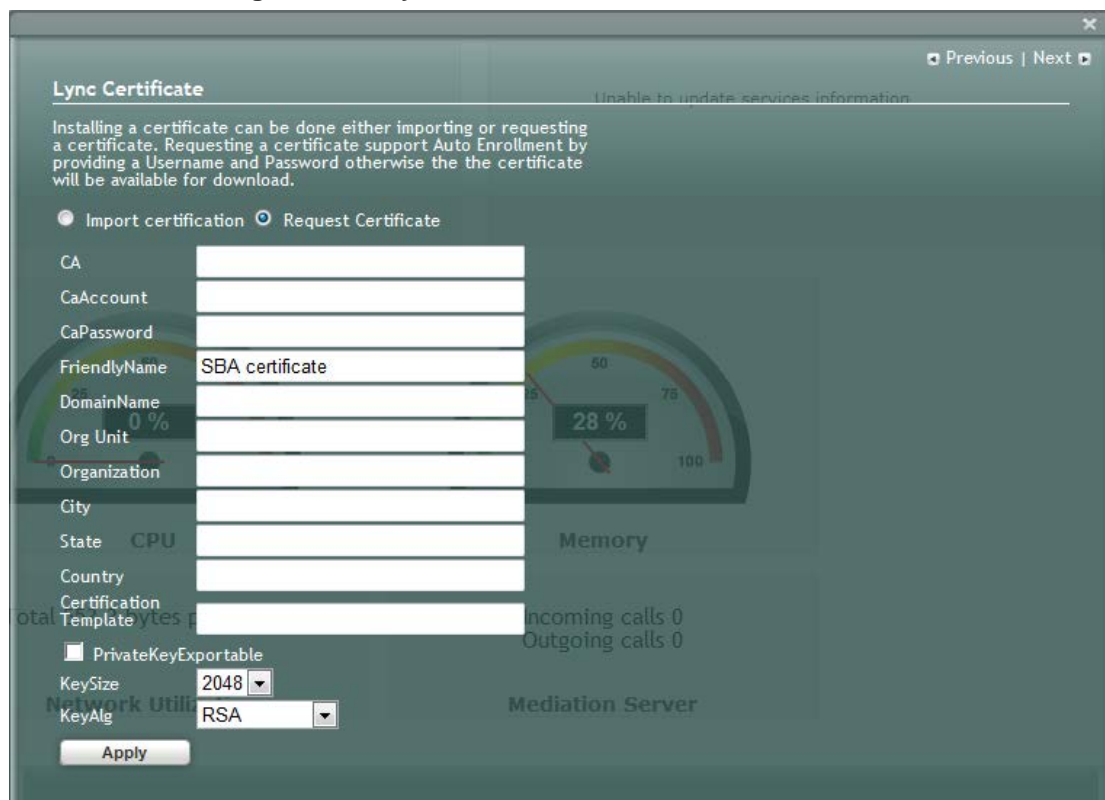 Previous | Next
Lync Certificate
Unable to update services information
Installing a certificate can be done either importing or requesting
a certificate. Requesting a certificate support Auto Enrollment by
providing a Username and Password otherwise the the certificate
will be available for download.
Import certification Request Certificate
CA
CaAccount
CaPassword
FriendlyName SBA certificate
50 50
DomainName
25 25 75
Org Unit
0 % 28 %
Organization
0 100
City
State
CPU Memory
Country
Certification
Template
Incoming calls 0
Outgoing calls 0
PrivateKeyExportable
KeySize 2048
Mediation Server
KeyAlg RSA
Apply